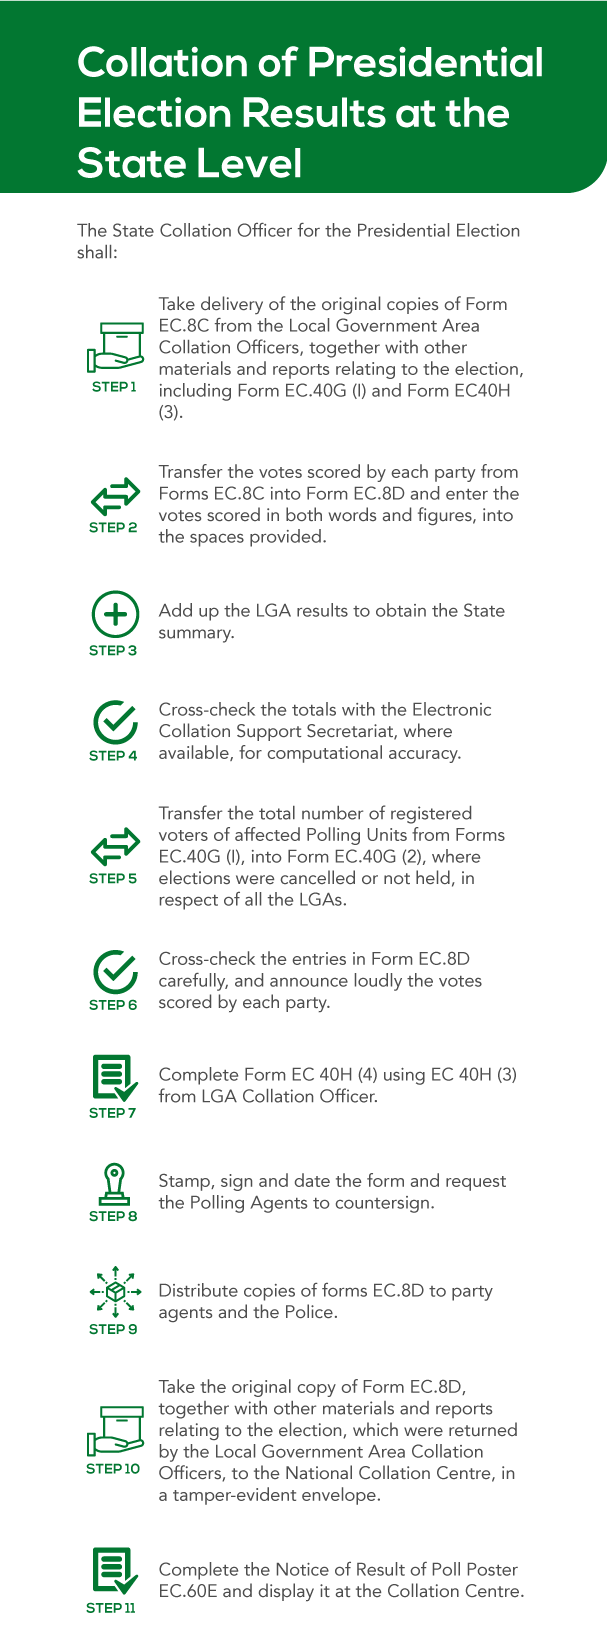 Collation of Presidential
Election Results at the
State Level
The State Collation Officer for the Presidential Election
shall:
Take delivery of the original copies of Form
EC.8C from the Local Government Area
Collation Officers, together with other
materials and reports relating to the election,
including Form EC.40G (I) and Form EC40H
(3).
STEP 1
Transfer the votes scored by each party from
Forms EC.8C into Form EC.8D and enter the
votes scored in both words and figures, into
the spaces provided.
STEP 2
Add up the LGA results to obtain the State
summary.
STEP 3
Cross-check the totals with the Electronic
Collation Support Secretariat, where
available, for computational accuracy.
STEP 4
Transfer the total number of registered
voters of affected Polling Units from Forms
EC.40G (I), into Form EC.40G (2), where
elections were cancelled or not held, in
respect of all the LGAs.
STEP 5
Cross-check the entries in Form EC.8D
carefully, and announce loudly the votes
scored by each party.
STEP 6
Complete Form EC 40H (4) using EC 40H (3)
from LGA Collation Officer.
STEP 7
Stamp, sign and date the form and request
the Polling Agents to countersign.
STEP 8
Distribute copies of forms EC.8D to party
agents and the Police.
STEP 9
Take the original copy of Form EC.8D,
together with other materials and reports
relating to the election, which were returned
by the Local Government Area Collation
Officers, to the National Collation Centre, in
a tamper-evident envelope.
STEP 10
Complete the Notice of Result of Poll Poster
EC.60E and display it at the Collation Centre.
STEP 11